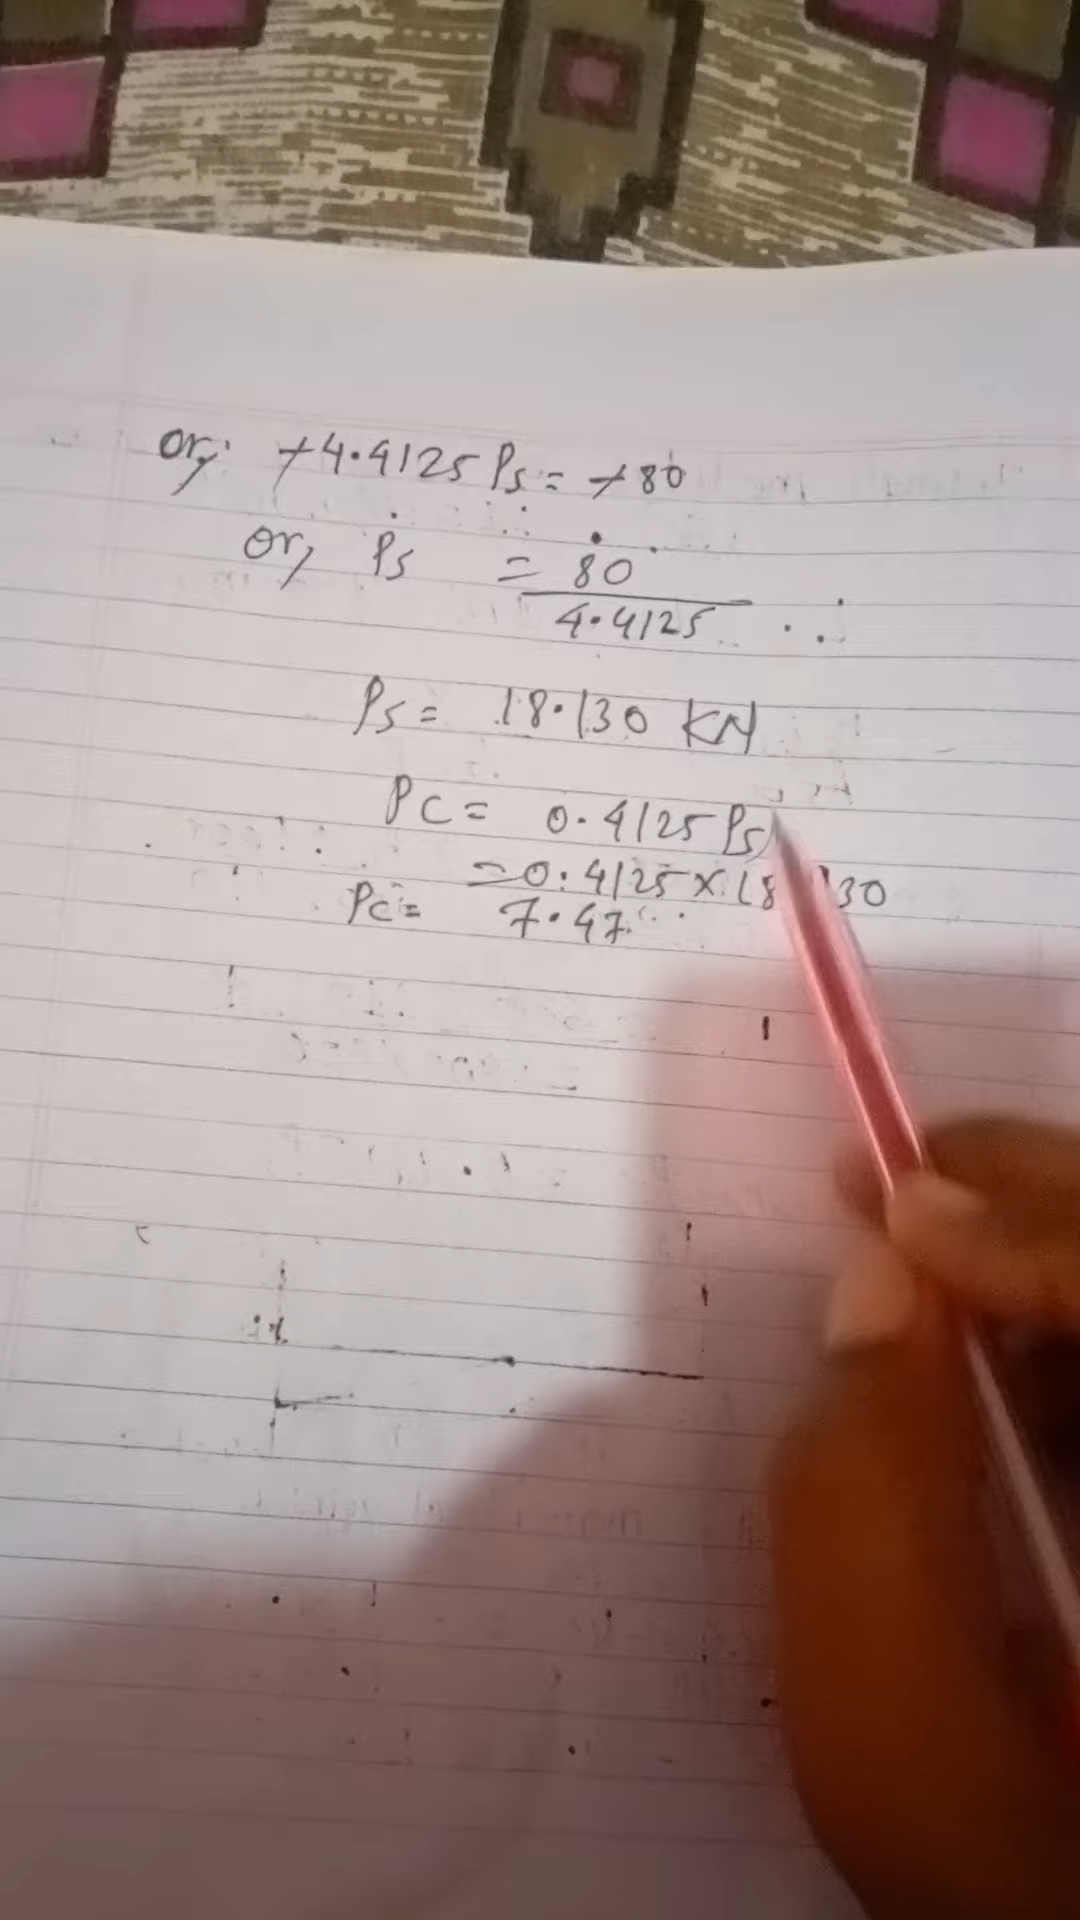 or, +4.4125 Ps = +80
or, Ps = 80
4.4125
Ps = 18.130 KN
Pc = 0.4125 Ps
= 0.4125 × 18.130
Pc = 7.47